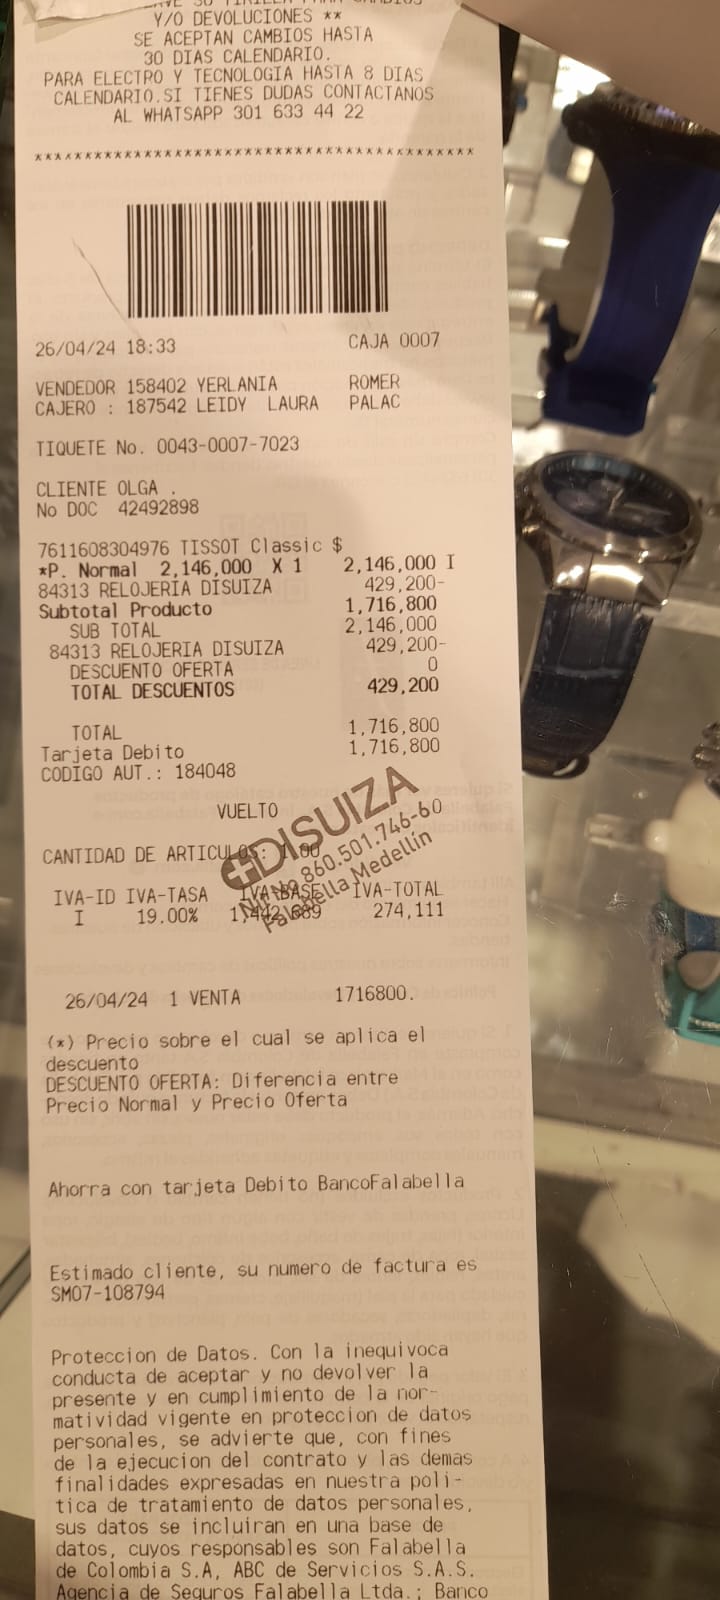 Y/O DEVOLUCIONES **
SE ACEPTAN CAMBIOS HASTA
30 DIAS CALENDARIO.
PARA ELECTRO Y TECNOLOGIA HASTA 8 DIAS
CALENDARIO.SI TIENES DUDAS CONTACTANOS
AL WHATSAPP 301 633 44 22
********************************************
26/04/24 18:33 CAJA 0007
VENDEDOR 158402 YERLANIA ROMER
CAJERO : 187542 LEIDY LAURA PALAC
TIQUETE No. 0043-0007-7023
CLIENTE OLGA .
No DOC 42492898
7611608304976 TISSOT Classic $
*P. Normal 2,146,000 X 1 2,146,000 I
84313 RELOJERIA DISUIZA 429,200-
Subtotal Producto 1,716,800
SUB TOTAL 2,146,000
84313 RELOJERIA DISUIZA 429,200-
DESCUENTO OFERTA 0
TOTAL DESCUENTOS 429,200
TOTAL 1,716,800
Tarjeta Debito 1,716,800
CODIGO AUT.: 184048
VUELTO
DISUIZA
Nit No.860.501.746-6
Falabella Medellín
0
CANTIDAD DE ARTICULOS: 1.00
IVA-ID IVA-TASA IVA-BASE IVA-TOTAL
I 19.00% 1,442,689 274,111
26/04/24 1 VENTA 1716800.
(*) Precio sobre el cual se aplica el
descuento
DESCUENTO OFERTA: Diferencia entre
Precio Normal y Precio Oferta
Ahorra con tarjeta Debito BancoFalabella
Estimado cliente, su numero de factura es
SM07-108794
Proteccion de Datos. Con la inequivoca
conducta de aceptar y no devolver la
presente y en cumplimiento de la nor-
matividad vigente en proteccion de datos
personales, se advierte que, con fines
de la ejecucion del contrato y las demas
finalidades expresadas en nuestra poli-
tica de tratamiento de datos personales,
sus datos se incluiran en una base de
datos, cuyos responsables son Falabella
de Colombia S.A, ABC de Servicios S.A.S.
Agencia de Seguros Falabella Ltda.; Banco